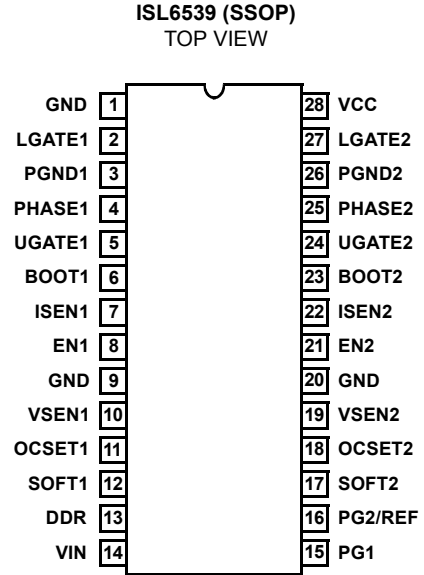 ISL6539 (SSOP)
TOP VIEW
GND 1 28 VCC
LGATE1 2 27 LGATE2
PGND1 3 26 PGND2
PHASE1 4 25 PHASE2
UGATE1 5 24 UGATE2
BOOT1 6 23 BOOT2
ISEN1 7 22 ISEN2
EN1 8 21 EN2
GND 9 20 GND
VSEN1 10 19 VSEN2
OCSET1 11 18 OCSET2
SOFT1 12 17 SOFT2
DDR 13 16 PG2/REF
VIN 14 15 PG1